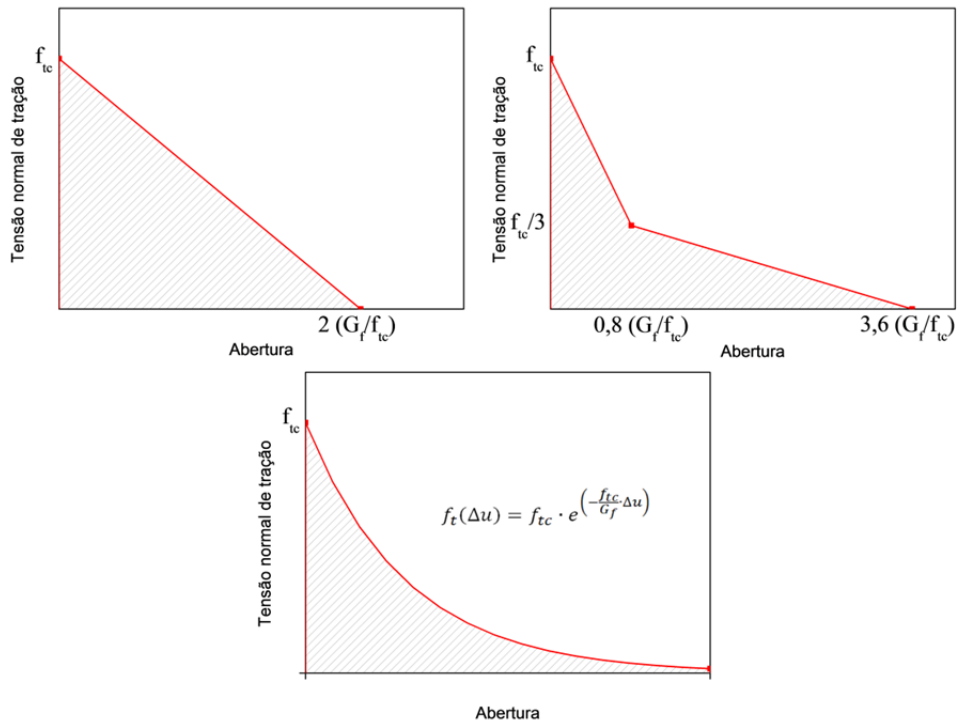 f_tc
Tensão normal de tração
2 (G_f/f_tc)
Abertura
f_tc
f_tc/3
Tensão normal de tração
0,8 (G_f/f_tc)
3,6 (G_f/f_tc)
Abertura
f_tc
Tensão normal de tração
f_t(Δu) = f_tc · e^(−f_tc/G_f·Δu)
Abertura